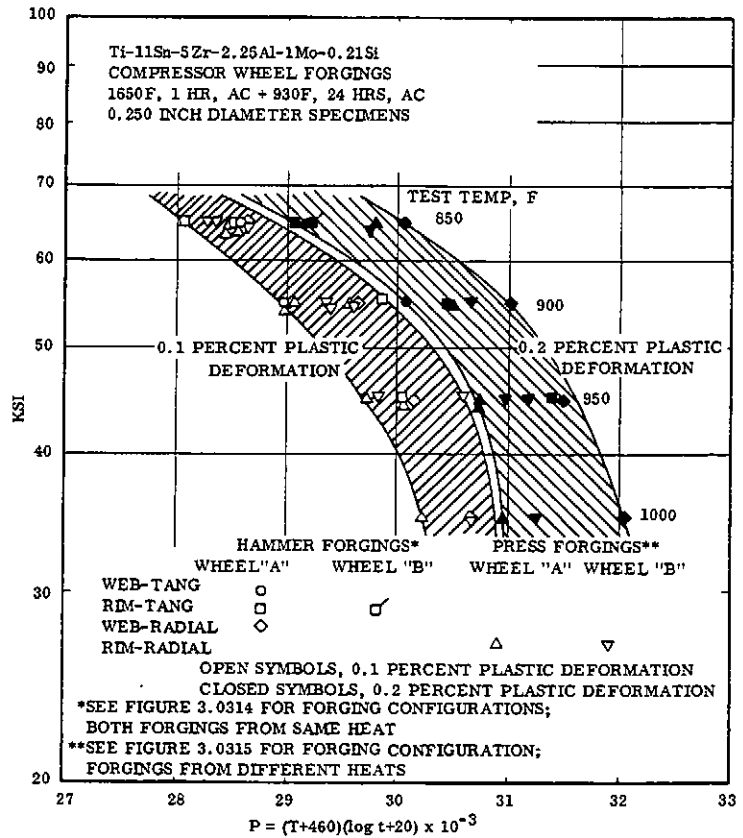 100
90
80
70
60
50
40
30
20
KSI
Ti-11Sn-5Zr-2.25Al-1Mo-0.21Si
COMPRESSOR WHEEL FORGINGS
1650F, 1 HR, AC + 930F, 24 HRS, AC
0.250 INCH DIAMETER SPECIMENS
TEST TEMP, F
850
900
0.1 PERCENT PLASTIC
DEFORMATION
0.2 PERCENT PLASTIC
DEFORMATION
950
1000
HAMMER FORGINGS* PRESS FORGINGS**
WHEEL"A" WHEEL "B" WHEEL "A" WHEEL "B"
WEB-TANG
RIM-TANG
WEB-RADIAL
RIM-RADIAL
OPEN SYMBOLS, 0.1 PERCENT PLASTIC DEFORMATION
CLOSED SYMBOLS, 0.2 PERCENT PLASTIC DEFORMATION
*SEE FIGURE 3.0314 FOR FORGING CONFIGURATIONS;
BOTH FORGINGS FROM SAME HEAT
**SEE FIGURE 3.0315 FOR FORGING CONFIGURATION;
FORGINGS FROM DIFFERENT HEATS
27 28 29 30 31 32 33
P = (T+460)(log t+20) x 10⁻³